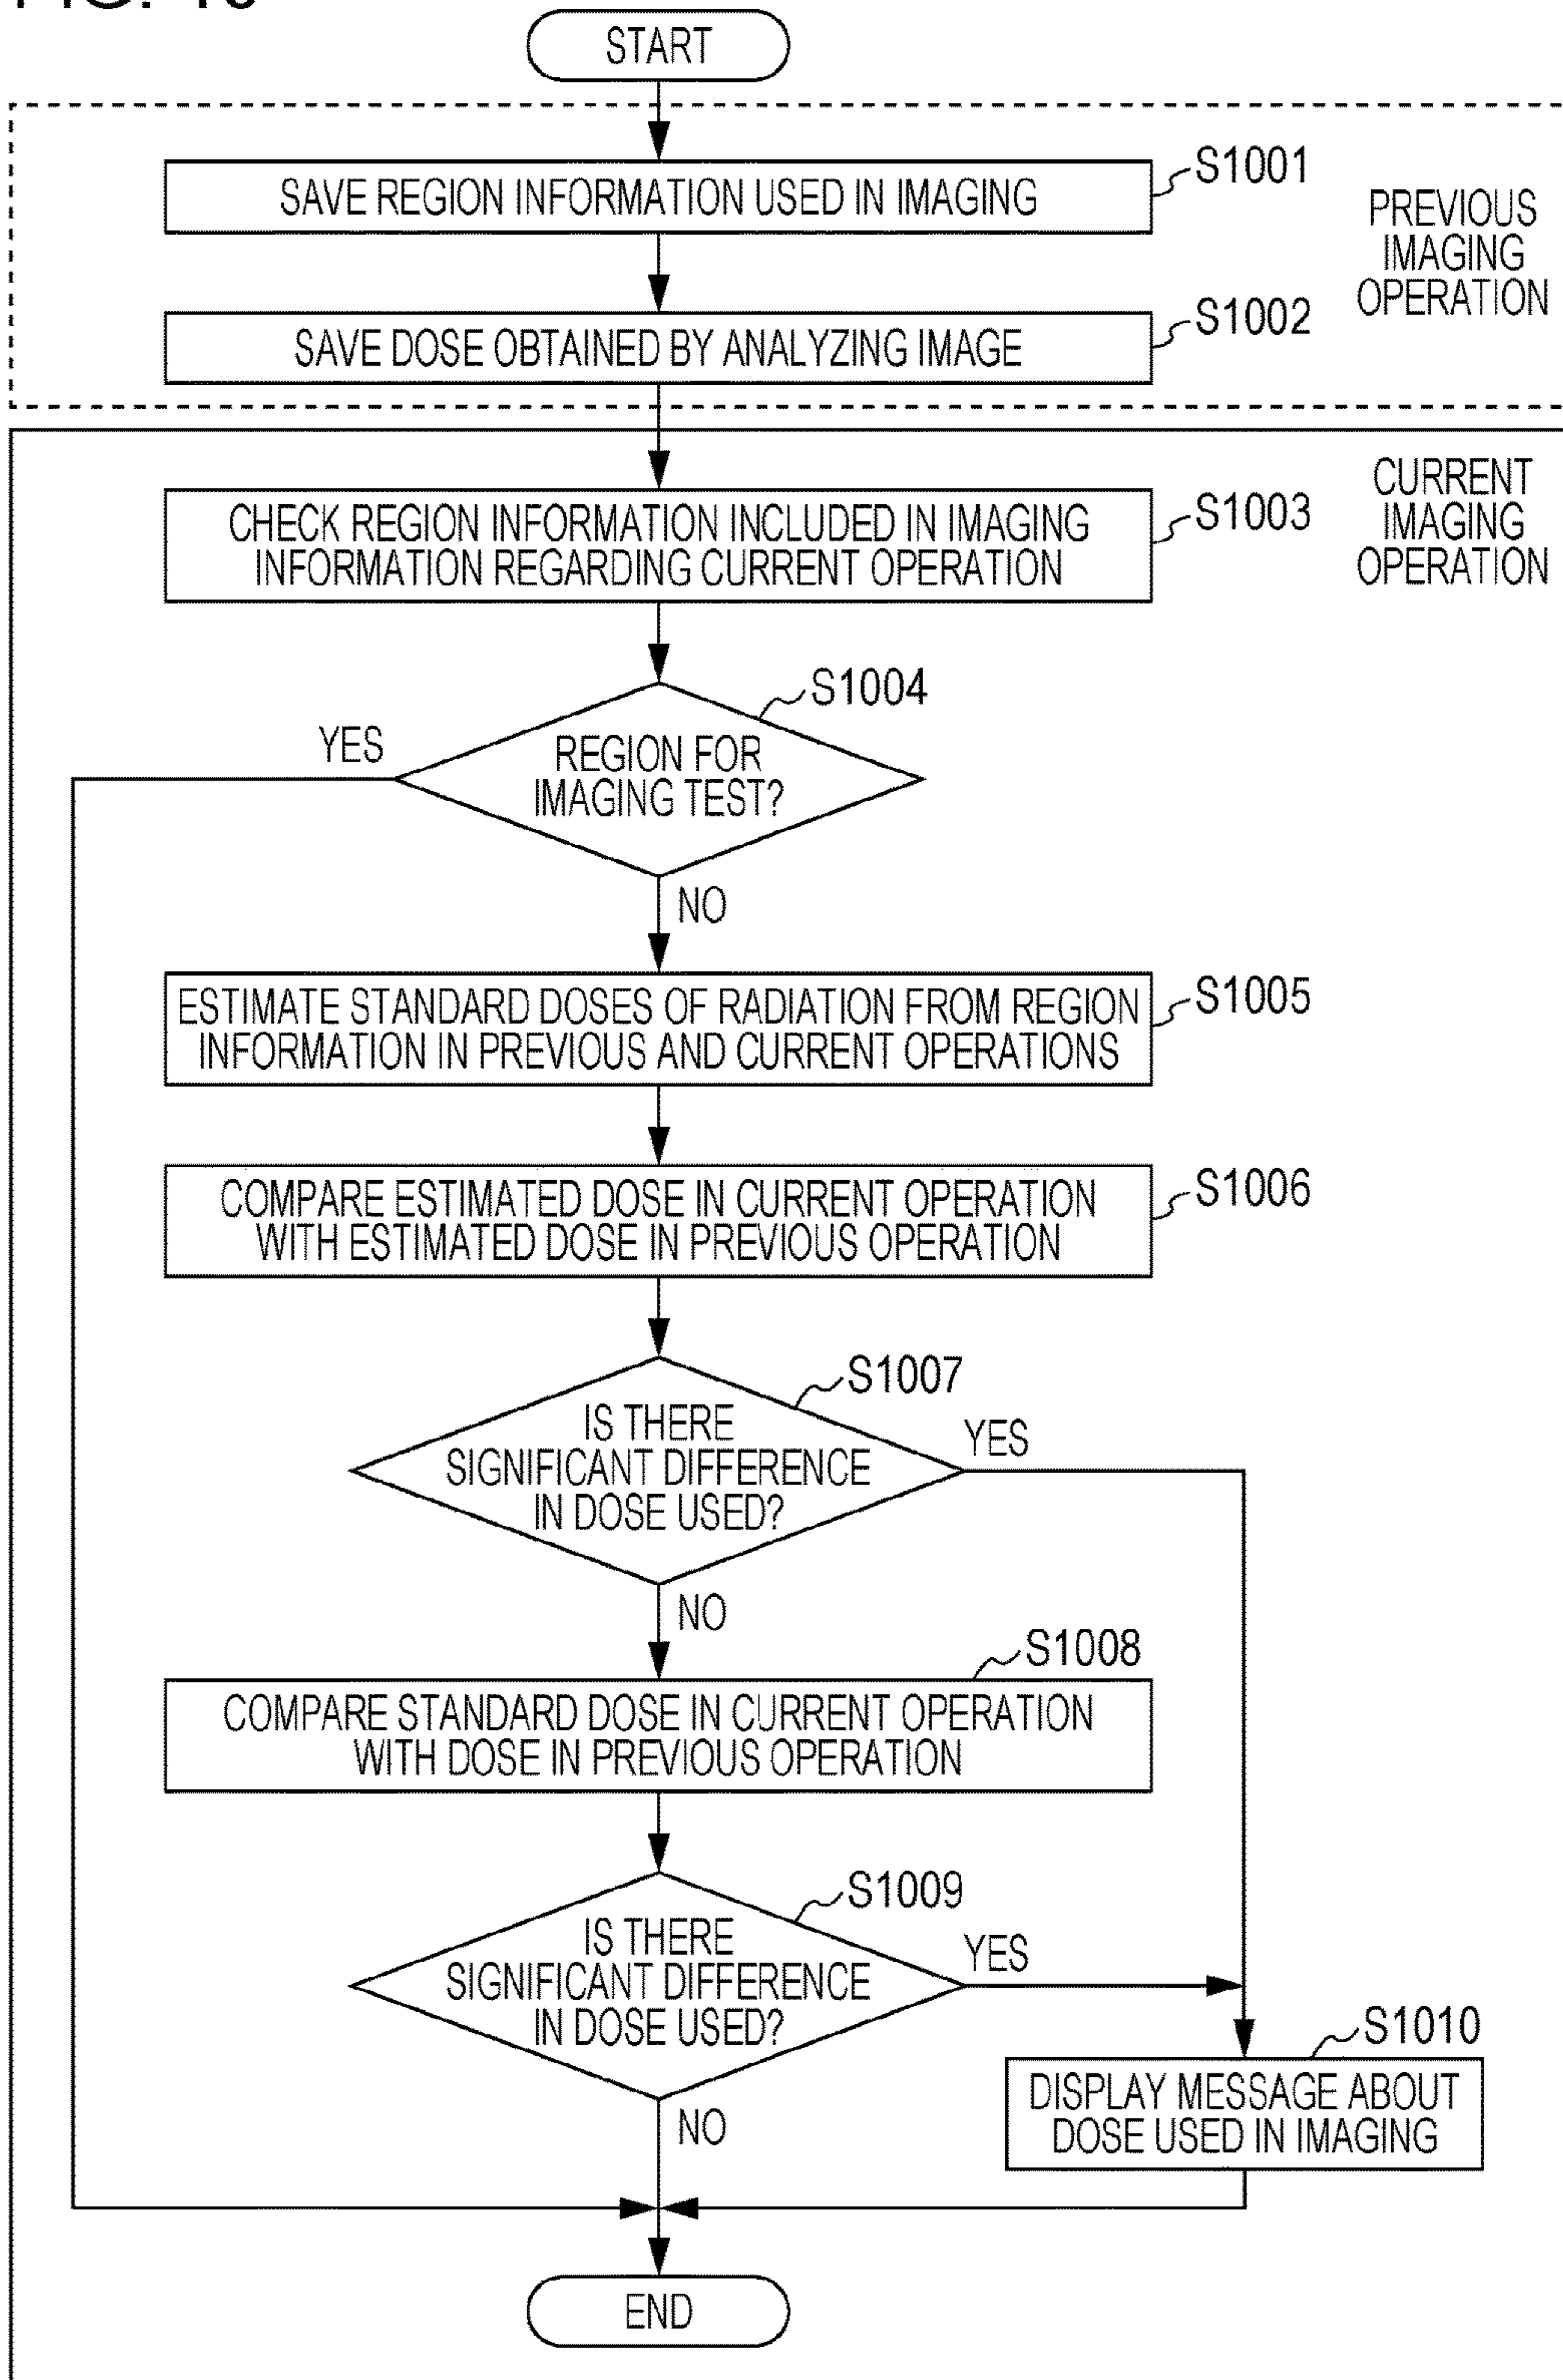 START
SAVE REGION INFORMATION USED IN IMAGING
S1001
PREVIOUS
IMAGING
OPERATION
SAVE DOSE OBTAINED BY ANALYZING IMAGE
S1002
CURRENT
IMAGING
OPERATION
CHECK REGION INFORMATION INCLUDED IN IMAGING
INFORMATION REGARDING CURRENT OPERATION
S1003
S1004
YES
REGION FOR
IMAGING TEST?
NO
ESTIMATE STANDARD DOSES OF RADIATION FROM REGION
INFORMATION IN PREVIOUS AND CURRENT OPERATIONS
S1005
COMPARE ESTIMATED DOSE IN CURRENT OPERATION
WITH ESTIMATED DOSE IN PREVIOUS OPERATION
S1006
S1007
IS THERE
SIGNIFICANT DIFFERENCE
IN DOSE USED?
YES
NO
S1008
COMPARE STANDARD DOSE IN CURRENT OPERATION
WITH DOSE IN PREVIOUS OPERATION
S1009
IS THERE
SIGNIFICANT DIFFERENCE
IN DOSE USED?
YES
S1010
DISPLAY MESSAGE ABOUT
DOSE USED IN IMAGING
NO
END